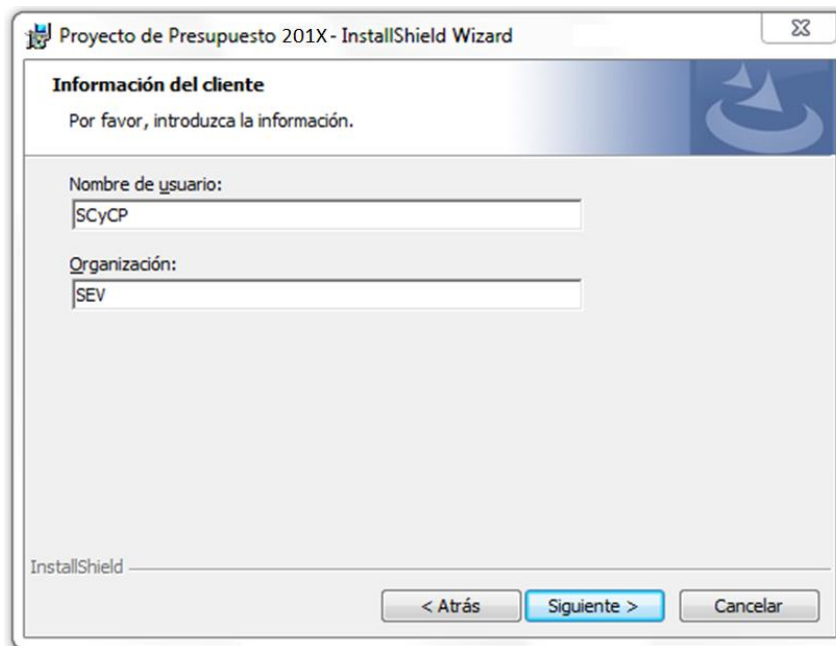 Proyecto de Presupuesto 201X - InstallShield Wizard
Información del cliente
Por favor, introduzca la información.
Nombre de usuario:
SCyCP
Organización:
SEV
InstallShield
< Atrás Siguiente > Cancelar